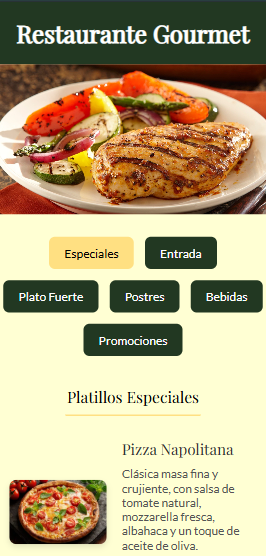 Restaurante Gourmet
Especiales
Entrada
Plato Fuerte
Postres
Bebidas
Promociones
Platillos Especiales
Pizza Napolitana
Clásica masa fina y
crujiente, con salsa de
tomate natural,
mozzarella fresca,
albahaca y un toque de
aceite de oliva.